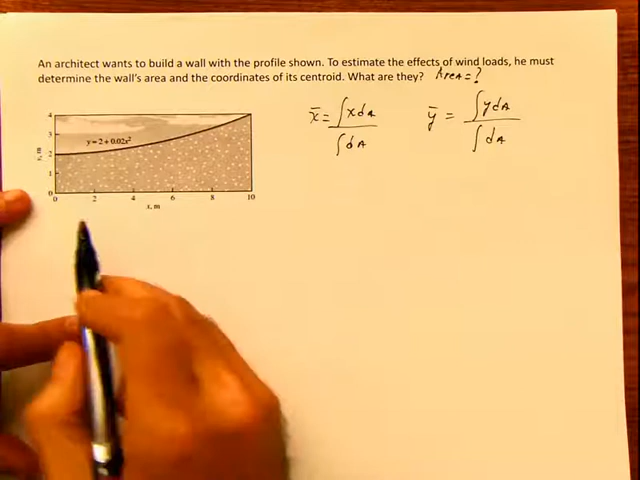 An architect wants to build a wall with the profile shown. To estimate the effects of wind loads, he must
determine the wall's area and the coordinates of its centroid. What are they? Area=?
x̄ = ∫xdA / ∫dA
ȳ = ∫ydA / ∫dA
4
3
y = 2 + 0.02x²
y, m
2
1
0
0 2 4 6 8 10
x, m